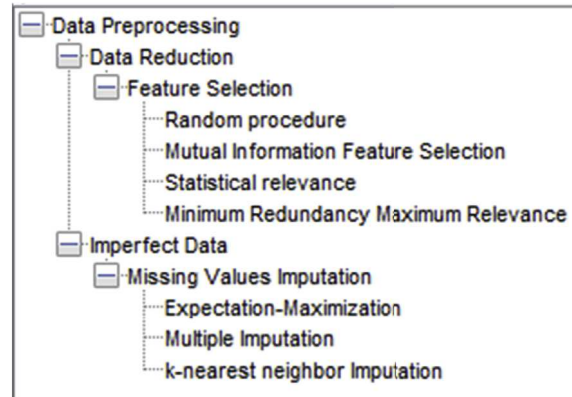 Data Preprocessing
Data Reduction
Feature Selection
Random procedure
Mutual Information Feature Selection
Statistical relevance
Minimum Redundancy Maximum Relevance
Imperfect Data
Missing Values Imputation
Expectation-Maximization
Multiple Imputation
k-nearest neighbor Imputation